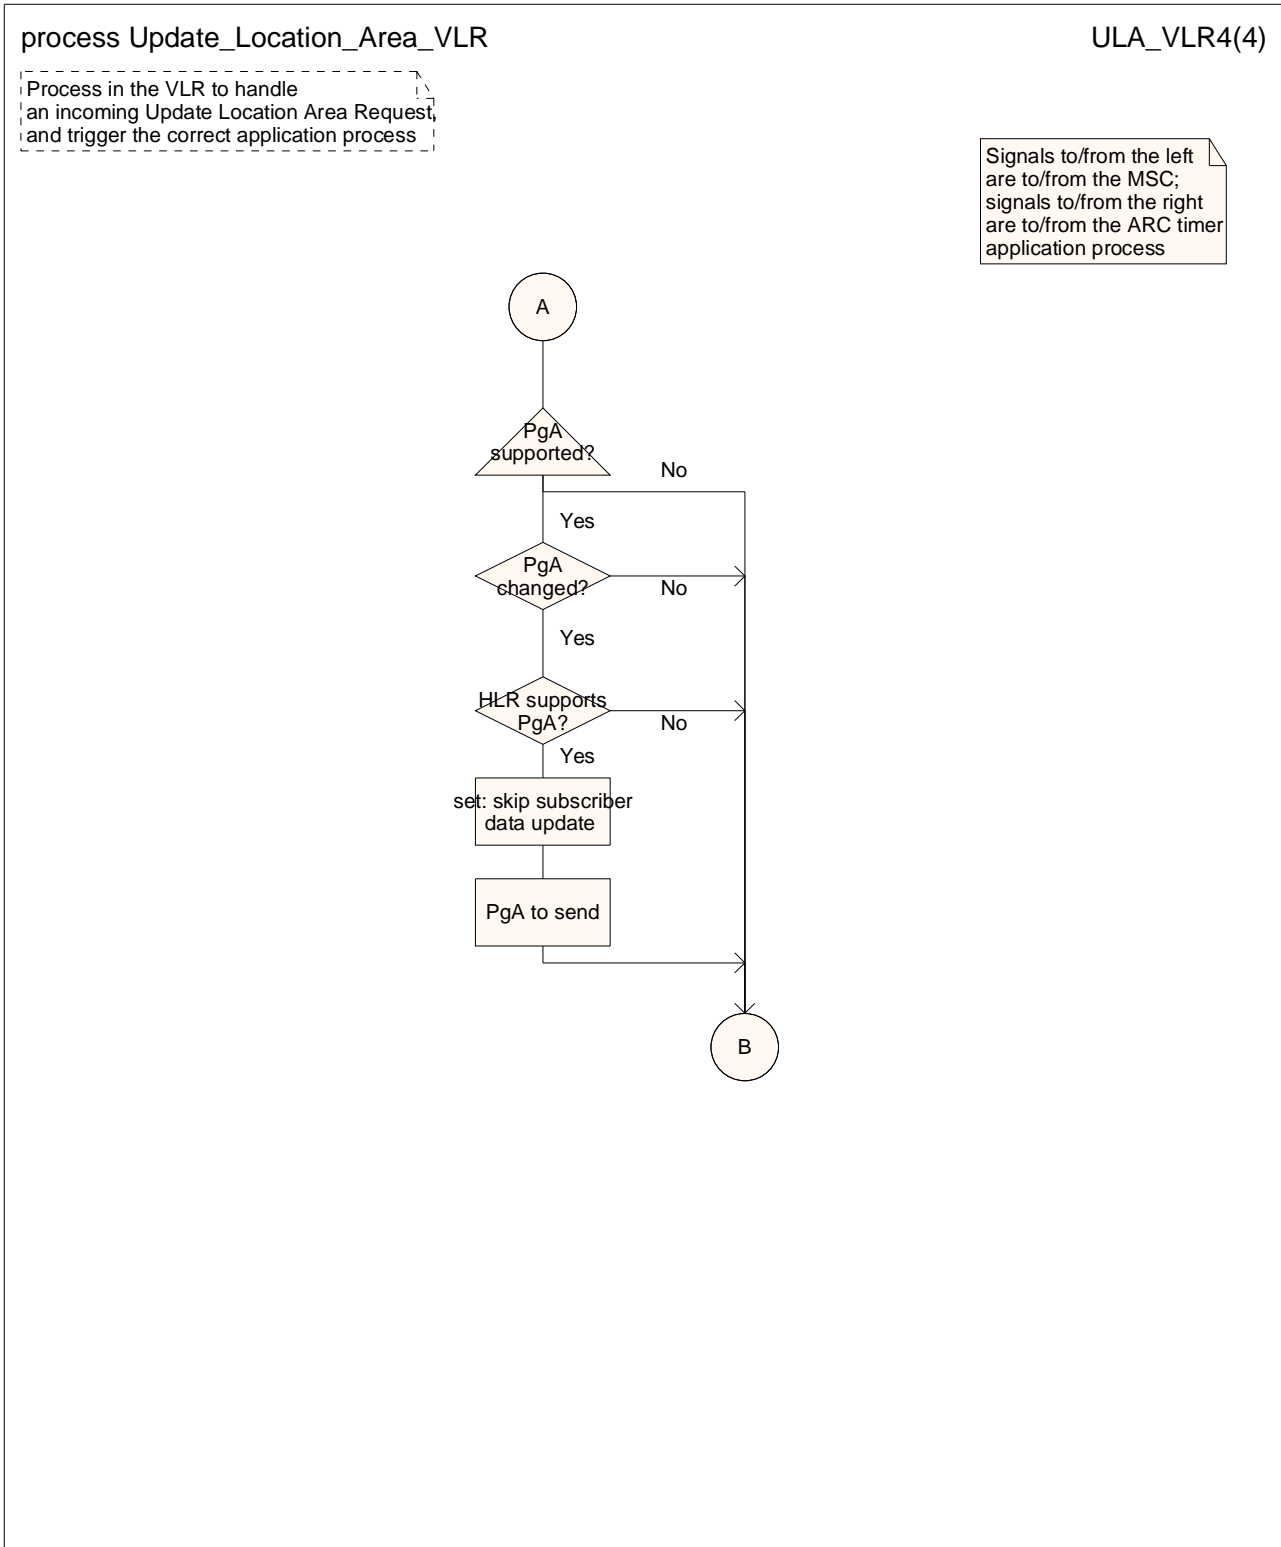 process Update_Location_Area_VLR
ULA_VLR4(4)
Process in the VLR to handle
an incoming Update Location Area Request,
and trigger the correct application process
Signals to/from the left
are to/from the MSC;
signals to/from the right
are to/from the ARC timer
application process
A
PgA
supported?
No
Yes
PgA
changed?
No
Yes
HLR supports
PgA?
No
Yes
set: skip subscriber
data update
PgA to send
B